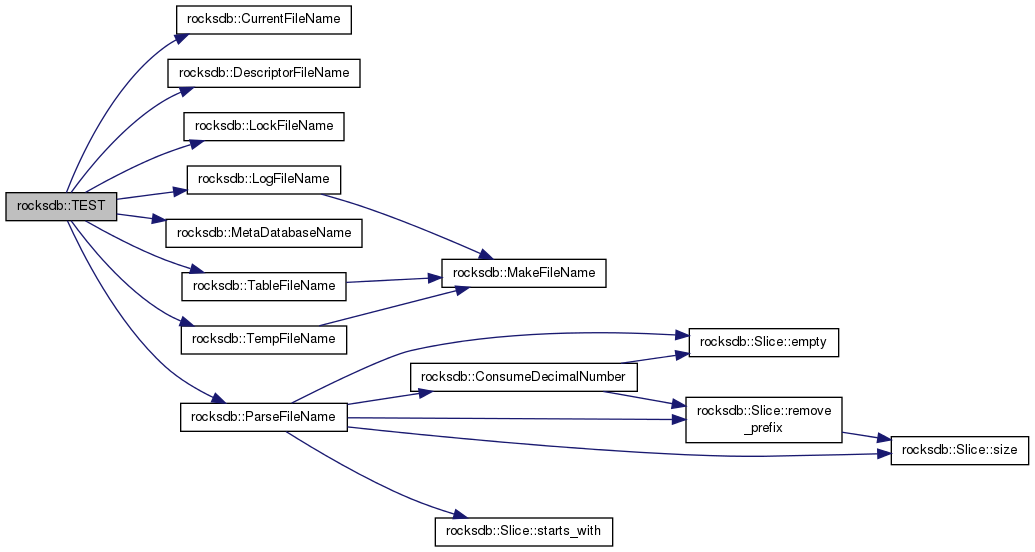 rocksdb::CurrentFileName
rocksdb::DescriptorFileName
rocksdb::LockFileName
rocksdb::LogFileName
rocksdb::TEST
rocksdb::MetaDatabaseName
rocksdb::MakeFileName
rocksdb::TableFileName
rocksdb::TempFileName
rocksdb::Slice::empty
rocksdb::ConsumeDecimalNumber
rocksdb::ParseFileName
rocksdb::Slice::remove
_prefix
rocksdb::Slice::size
rocksdb::Slice::starts_with